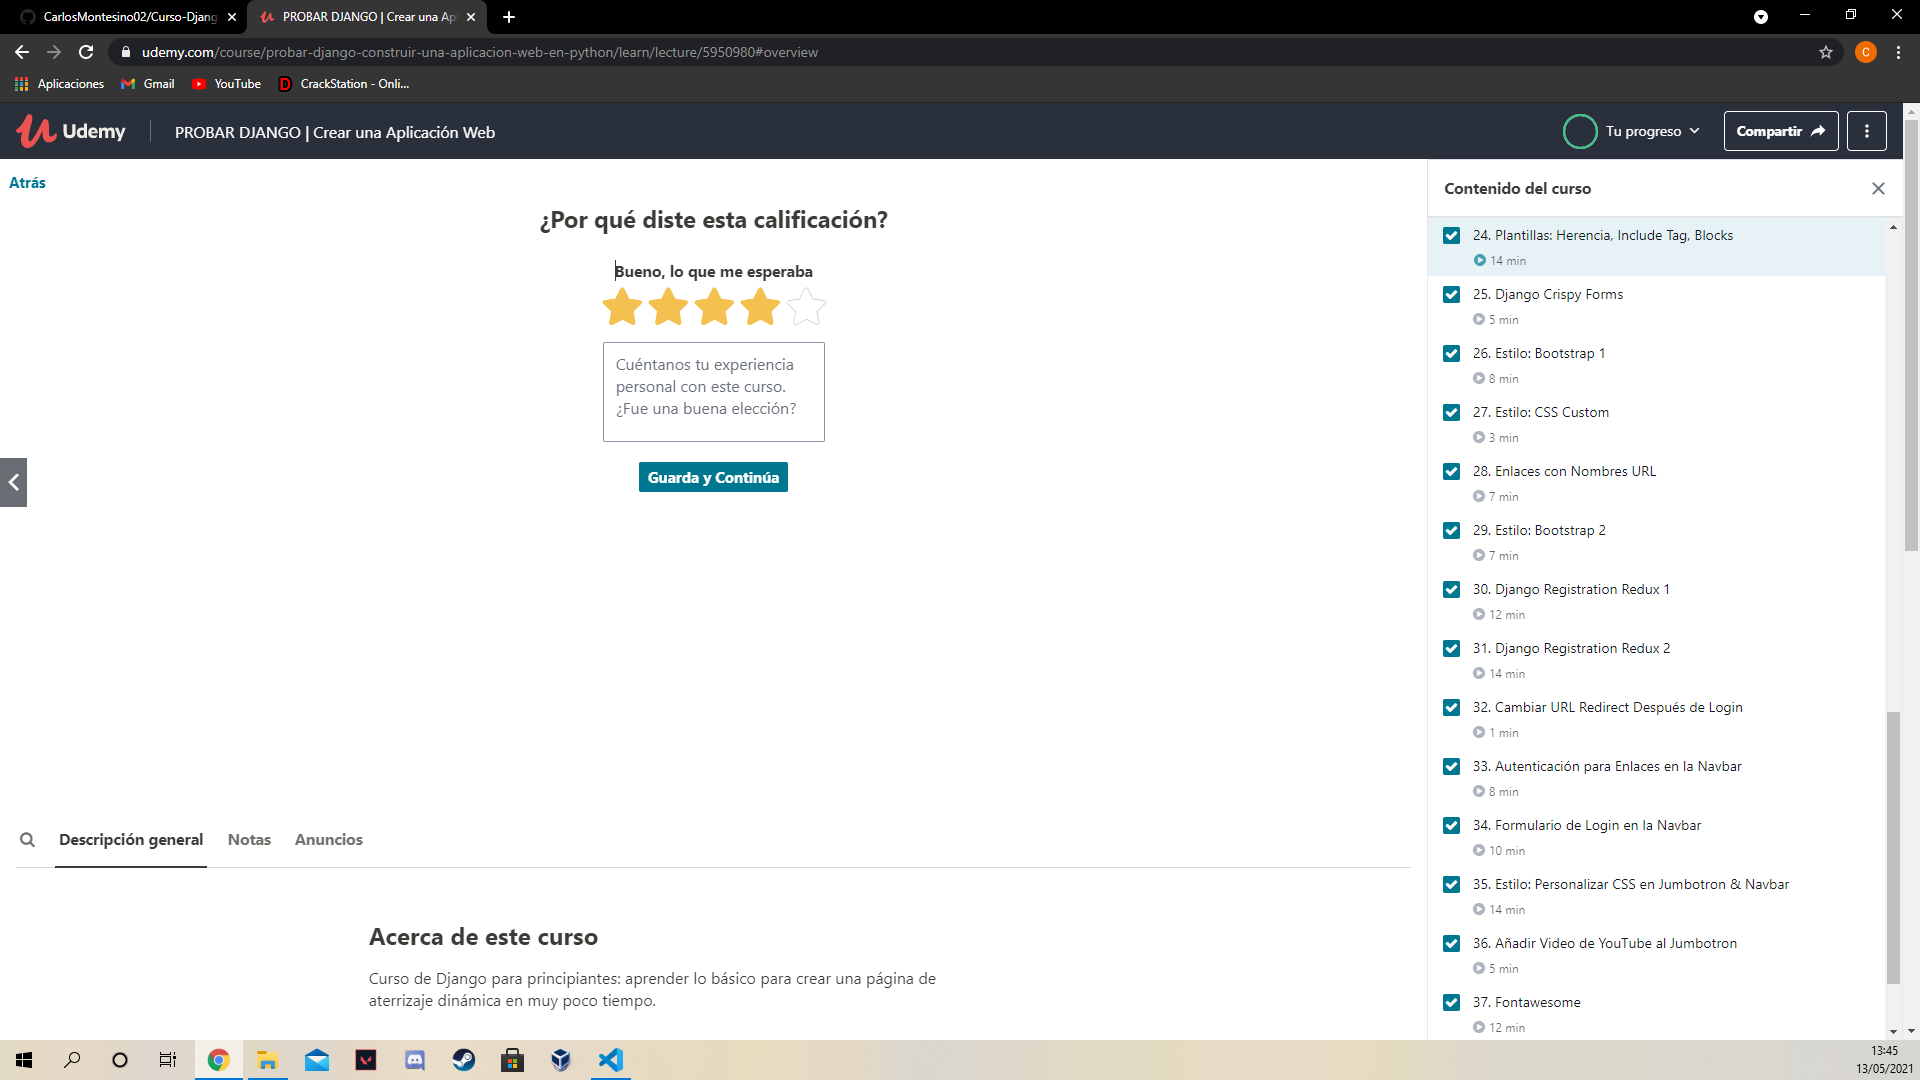 CarlosMontesino02/Curso-Djang
PROBAR DJANGO | Crear una Ap
udemy.com/course/probar-django-construir-una-aplicacion-web-en-python/learn/lecture/5950980#overview
C
Aplicaciones
Gmail
YouTube
D
CrackStation - Onli...
Udemy
PROBAR DJANGO | Crear una Aplicación Web
Tu progreso
Compartir
Atrás
¿Por qué diste esta calificación?
Bueno, lo que me esperaba
Cuéntanos tu experiencia
personal con este curso.
¿Fue una buena elección?
Guarda y Continúa
Descripción general
Notas
Anuncios
Acerca de este curso
Curso de Django para principiantes: aprender lo básico para crear una página de
aterrizaje dinámica en muy poco tiempo.
Contenido del curso
24. Plantillas: Herencia, Include Tag, Blocks
14 min
25. Django Crispy Forms
5 min
26. Estilo: Bootstrap 1
8 min
27. Estilo: CSS Custom
3 min
28. Enlaces con Nombres URL
7 min
29. Estilo: Bootstrap 2
7 min
30. Django Registration Redux 1
12 min
31. Django Registration Redux 2
14 min
32. Cambiar URL Redirect Después de Login
1 min
33. Autenticación para Enlaces en la Navbar
8 min
34. Formulario de Login en la Navbar
10 min
35. Estilo: Personalizar CSS en Jumbotron & Navbar
14 min
36. Añadir Video de YouTube al Jumbotron
5 min
37. Fontawesome
12 min
13:45
13/05/2021